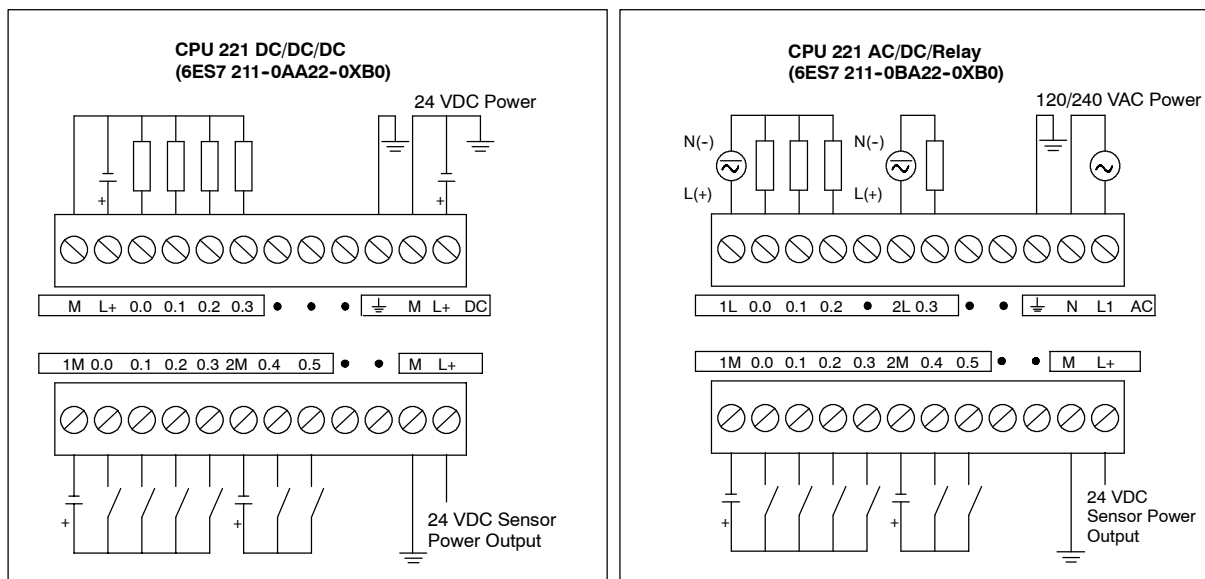 CPU 221 DC/DC/DC
(6ES7 211-0AA22-0XB0)
24 VDC Power
+
+
M L+ 0.0 0.1 0.2 0.3 • • • ⏚ M L+ DC
1M 0.0 0.1 0.2 0.3 2M 0.4 0.5 • • M L+
+
+
24 VDC Sensor
Power Output
CPU 221 AC/DC/Relay
(6ES7 211-0BA22-0XB0)
120/240 VAC Power
N(-)
N(-)
L(+)
L(+)
1L 0.0 0.1 0.2 • 2L 0.3 • • ⏚ N L1 AC
1M 0.0 0.1 0.2 0.3 2M 0.4 0.5 • • M L+
+
+
24 VDC
Sensor Power
Output